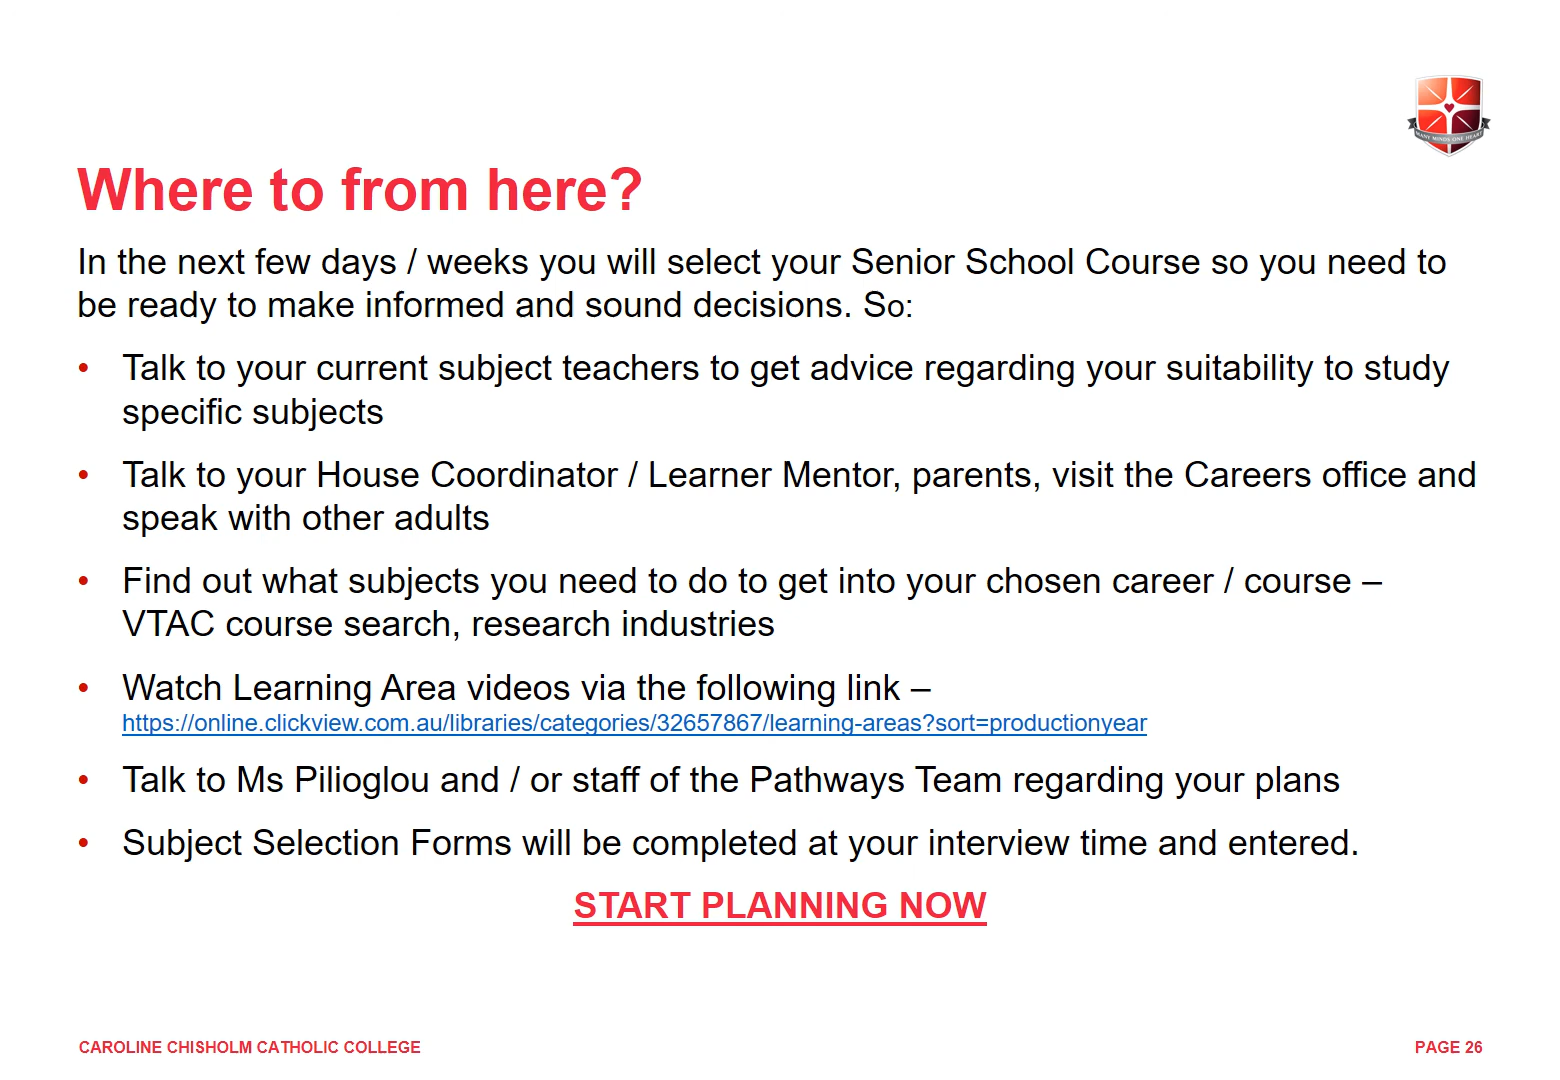 MANY MINDS ONE HEART
Where to from here?
In the next few days / weeks you will select your Senior School Course so you need to
be ready to make informed and sound decisions. So:
• Talk to your current subject teachers to get advice regarding your suitability to study
specific subjects
• Talk to your House Coordinator / Learner Mentor, parents, visit the Careers office and
speak with other adults
• Find out what subjects you need to do to get into your chosen career / course –
VTAC course search, research industries
• Watch Learning Area videos via the following link –
https://online.clickview.com.au/libraries/categories/32657867/learning-areas?sort=productionyear
• Talk to Ms Pilioglou and / or staff of the Pathways Team regarding your plans
• Subject Selection Forms will be completed at your interview time and entered.
START PLANNING NOW
CAROLINE CHISHOLM CATHOLIC COLLEGE
PAGE 26